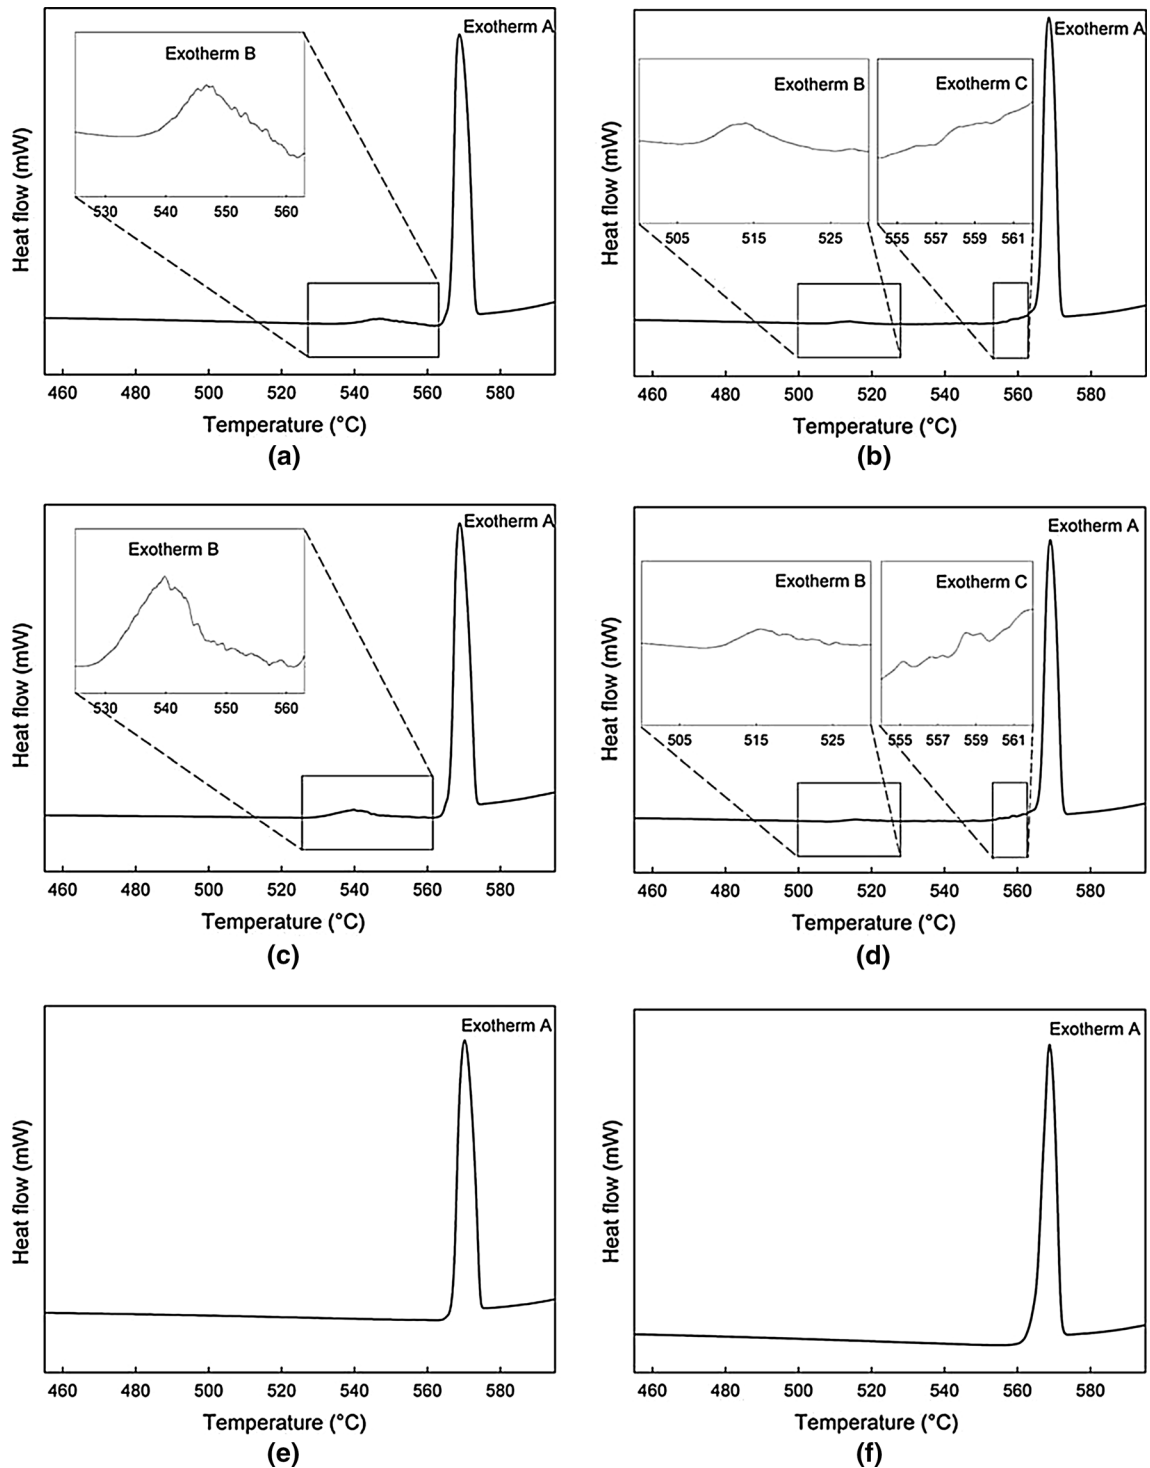 Exotherm A
Exotherm B
530 540 550 560
Heat flow (mW)
460 480 500 520 540 560 580
Temperature (°C)
(a)
Exotherm A
Exotherm B
Exotherm C
505 515 525
555 557 559 561
Heat flow (mW)
460 480 500 520 540 560 580
Temperature (°C)
(b)
Exotherm A
Exotherm B
530 540 550 560
Heat flow (mW)
460 480 500 520 540 560 580
Temperature (°C)
(c)
Exotherm A
Exotherm B
Exotherm C
505 515 525
555 557 559 561
Heat flow (mW)
460 480 500 520 540 560 580
Temperature (°C)
(d)
Exotherm A
Heat flow (mW)
460 480 500 520 540 560 580
Temperature (°C)
(e)
Exotherm A
Heat flow (mW)
460 480 500 520 540 560 580
Temperature (°C)
(f)